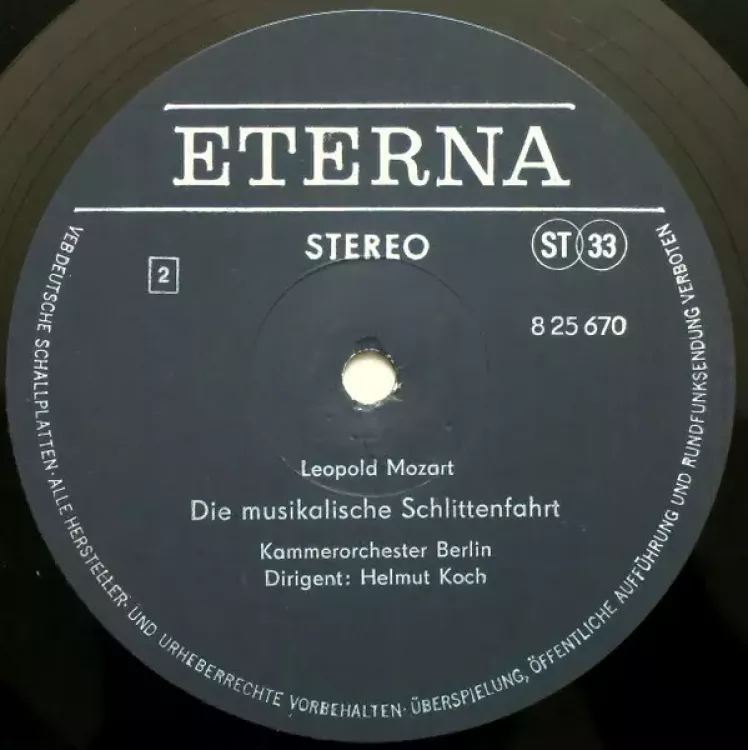 ETERNA
STEREO
ST 33
2
8 25 670
Leopold Mozart
Die musikalische Schlittenfahrt
Kammerorchester Berlin
Dirigent: Helmut Koch
VEB DEUTSCHE SCHALLPLATTEN · ALLE HERSTELLER- UND URHEBERRECHTE VORBEHALTEN · ÜBERSPIELUNG, ÖFFENTLICHE AUFFÜHRUNG UND RUNDFUNKSENDUNG VERBOTEN